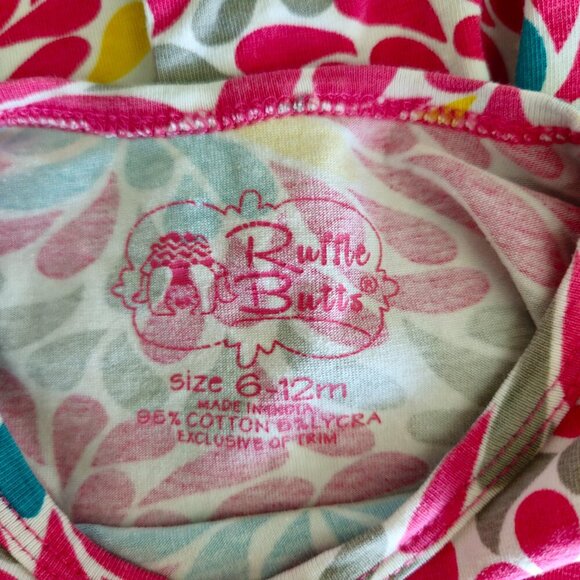 Ruffle
Butts®
size 6-12m
MADE IN INDIA
95% COTTON 5% LYCRA
EXCLUSIVE OF TRIM